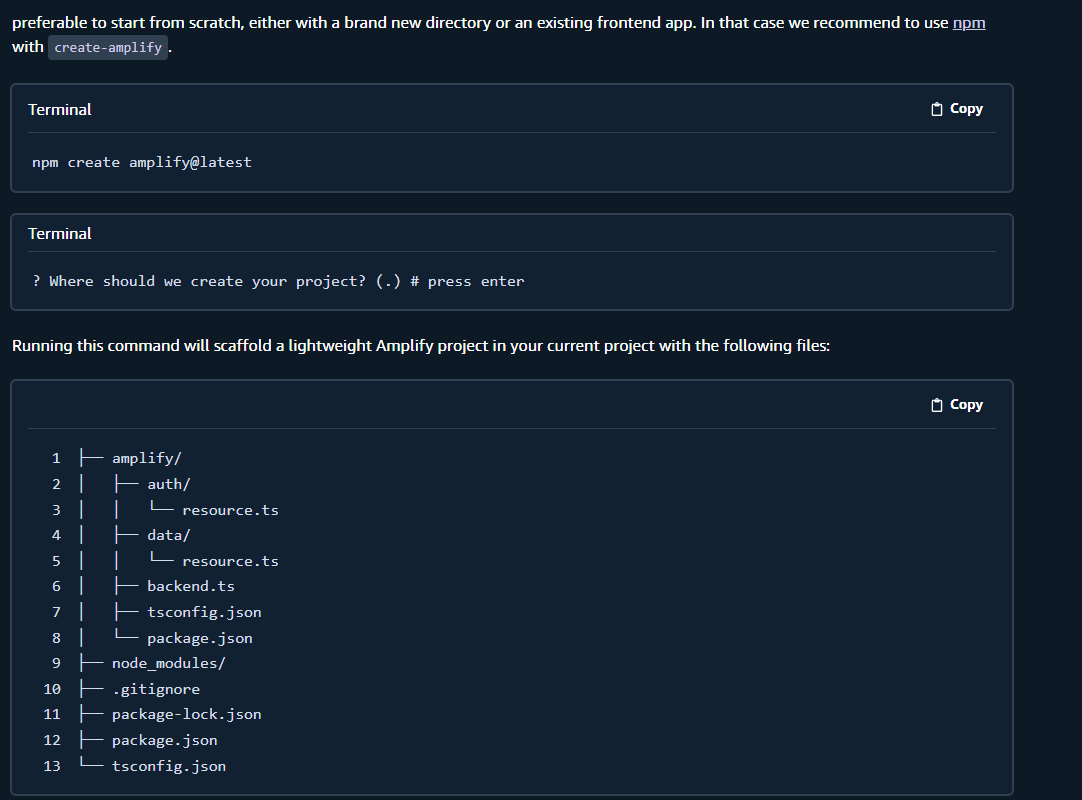 preferable to start from scratch, either with a brand new directory or an existing frontend app. In that case we recommend to use npm
with create-amplify.
Terminal
Copy
npm create amplify@latest
Terminal
? Where should we create your project? (.) # press enter
Running this command will scaffold a lightweight Amplify project in your current project with the following files:
Copy
1 ├── amplify/
2 │   ├── auth/
3 │   │   └── resource.ts
4 │   ├── data/
5 │   │   └── resource.ts
6 │   ├── backend.ts
7 │   ├── tsconfig.json
8 │   └── package.json
9 ├── node_modules/
10 ├── .gitignore
11 ├── package-lock.json
12 ├── package.json
13 └── tsconfig.json